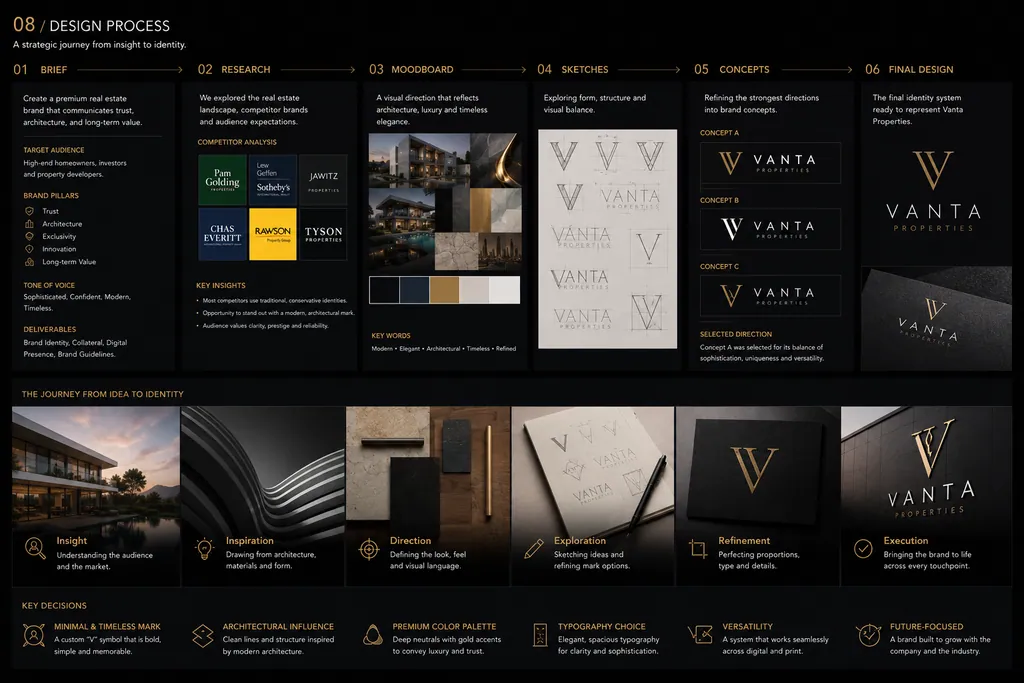 08 / DESIGN PROCESS
A strategic journey from insight to identity.
01 BRIEF
Create a premium real estate
brand that communicates trust,
architecture, and long-term value.
TARGET AUDIENCE
High-end homeowners, investors
and property developers.
BRAND PILLARS
Trust
Architecture
Exclusivity
Innovation
Long-term Value
TONE OF VOICE
Sophisticated, Confident, Modern,
Timeless.
DELIVERABLES
Brand Identity, Collateral, Digital
Presence, Brand Guidelines.
02 RESEARCH
We explored the real estate
landscape, competitor brands
and audience expectations.
COMPETITOR ANALYSIS
Pam
Golding
PROPERTIES
Lew
Geffen
Sotheby's
INTERNATIONAL REALTY
JAWITZ
PROPERTIES
CHAS
EVERITT
RAWSON
Property Group
TYSON
PROPERTIES
KEY INSIGHTS
• Most competitors use traditional, conservative identities.
• Opportunity to stand out with a modern, architectural mark.
• Audience values clarity, prestige and reliability.
03 MOODBOARD
A visual direction that reflects
architecture, luxury and timeless
elegance.
KEY WORDS
Modern • Elegant • Architectural • Timeless • Refined
04 SKETCHES
Exploring form, structure and
visual balance.
VANTA
PROPERTIES
VANTA
PROPERTIES
VANTA
PROPERTIES
VANTA
PROPERTIES
05 CONCEPTS
Refining the strongest directions
into brand concepts.
CONCEPT A
VANTA
PROPERTIES
CONCEPT B
VANTA
PROPERTIES
CONCEPT C
VANTA
PROPERTIES
SELECTED DIRECTION
Concept A was selected for its balance of
sophistication, uniqueness and versatility.
06 FINAL DESIGN
The final identity system
ready to represent Vanta
Properties.
VANTA
PROPERTIES
VANTA
PROPERTIES
THE JOURNEY FROM IDEA TO IDENTITY
Insight
Understanding the audience
and the market.
Inspiration
Drawing from architecture,
materials and form.
Direction
Defining the look, feel
and visual language.
VANTA
PROPERTIES
VANTA
PROPERTIES
Exploration
Sketching ideas and
refining mark options.
Refinement
Perfecting proportions,
type and details.
VANTA
PROPERTIES
Execution
Bringing the brand to life
across every touchpoint.
KEY DECISIONS
MINIMAL & TIMELESS MARK
A custom "V" symbol that is bold,
simple and memorable.
ARCHITECTURAL INFLUENCE
Clean lines and structure inspired
by modern architecture.
PREMIUM COLOR PALETTE
Deep neutrals with gold accents
to convey luxury and trust.
TYPOGRAPHY CHOICE
Elegant, spacious typography
for clarity and sophistication.
VERSATILITY
A system that works seamlessly
across digital and print.
FUTURE-FOCUSED
A brand built to grow with the
company and the industry.